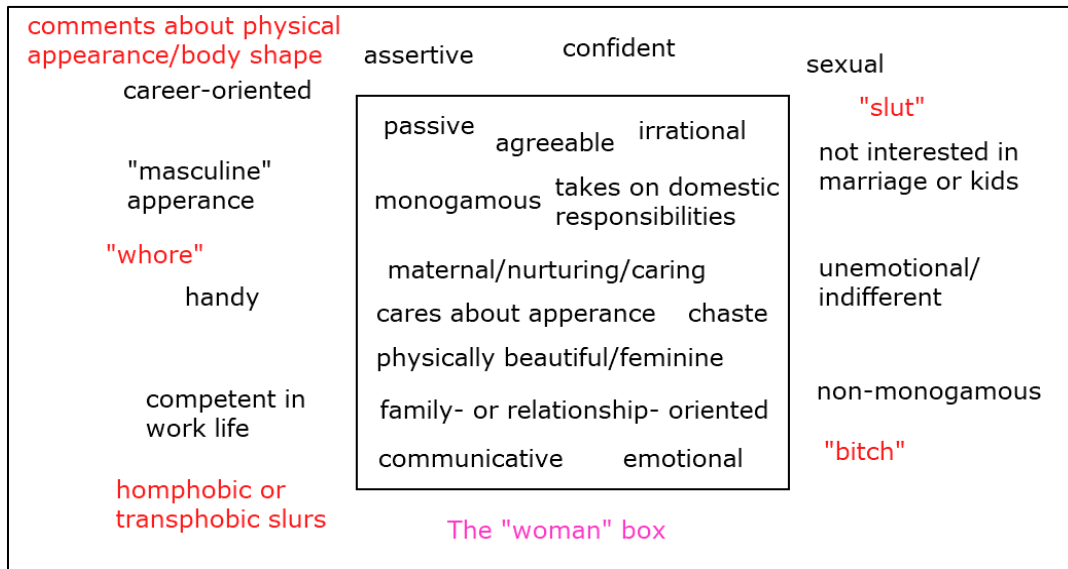 comments about physical
appearance/body shape
assertive
confident
sexual
career-oriented
"slut"
passive
agreeable
irrational
not interested in
marriage or kids
"masculine"
apperance
monogamous
takes on domestic
responsibilities
"whore"
handy
maternal/nurturing/caring
unemotional/
indifferent
cares about apperance
chaste
physically beautiful/feminine
competent in
work life
family- or relationship- oriented
non-monogamous
communicative
emotional
"bitch"
homphobic or
transphobic slurs
The "woman" box